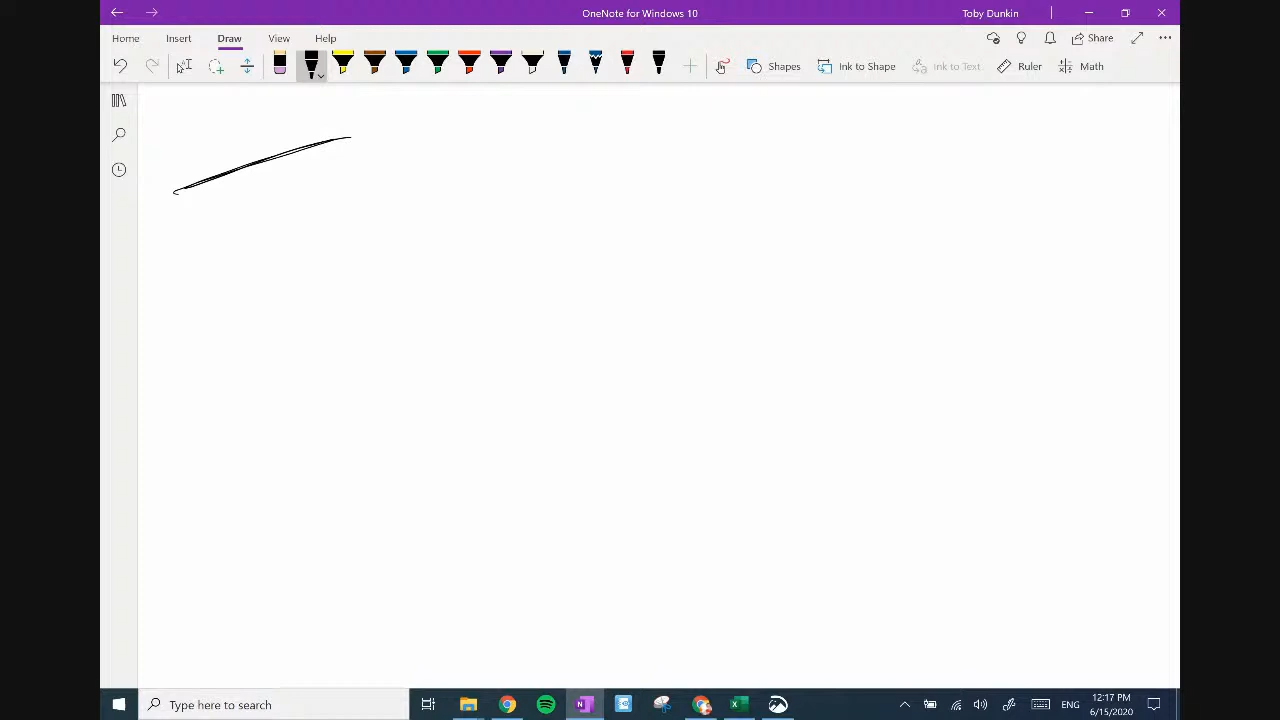 OneNote for Windows 10
Toby Dunkin
Home Insert Draw View Help
Share
Shapes Ink to Shape Ink to Text Ruler Math
Type here to search
ENG
12:17 PM
6/15/2020